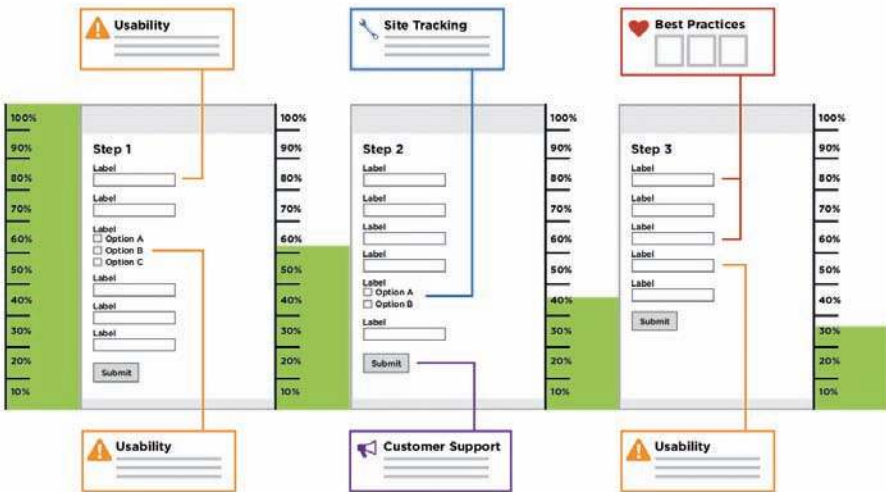 Usability
Site Tracking
Best Practices
100%
90%
80%
70%
60%
50%
40%
30%
20%
10%
Step 1
Label
Label
Label
Option A
Option B
Option C
Label
Label
Label
Submit
100%
90%
80%
70%
60%
50%
40%
30%
20%
10%
Step 2
Label
Label
Label
Label
Label
Option A
Option B
Label
Submit
100%
90%
80%
70%
60%
50%
40%
30%
20%
10%
Step 3
Label
Label
Label
Label
Label
Submit
100%
90%
80%
70%
60%
50%
40%
30%
20%
10%
Usability
Customer Support
Usability